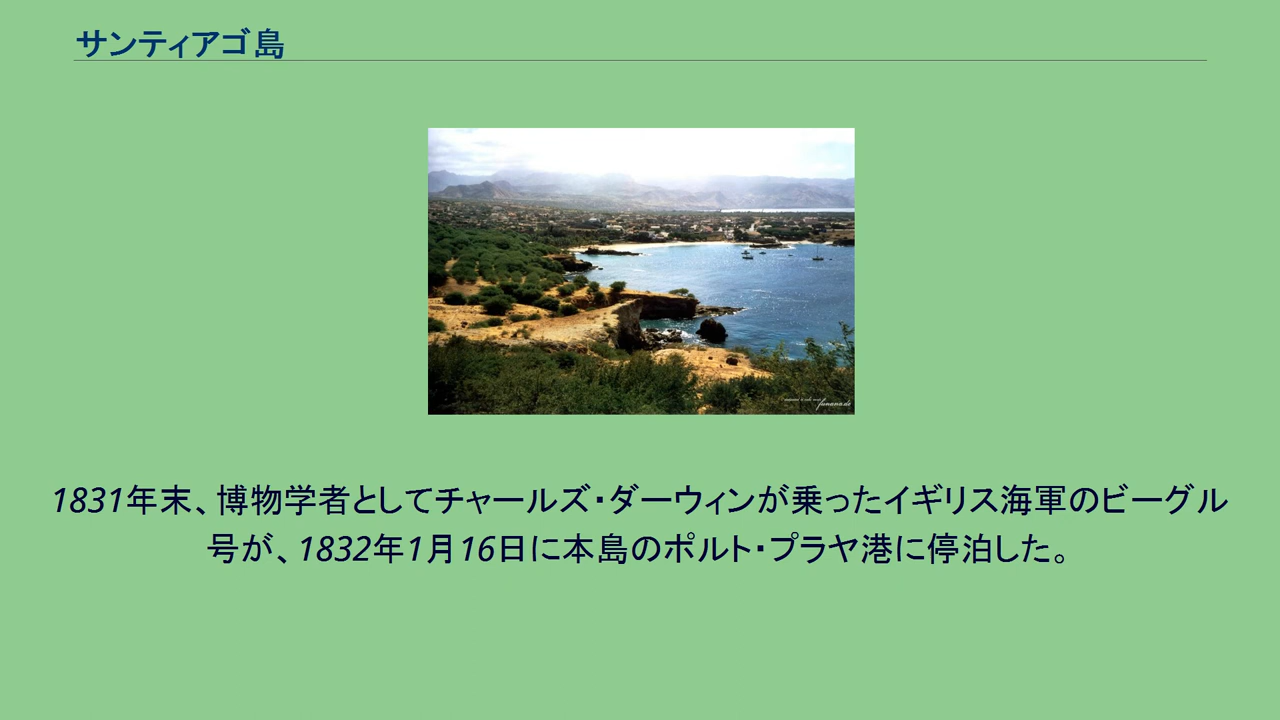 サンティアゴ島
funana.de
1831年末、博物学者としてチャールズ・ダーウィンが乗ったイギリス海軍のビーグル
号が、1832年1月16日に本島のポルト・プラヤ港に停泊した。